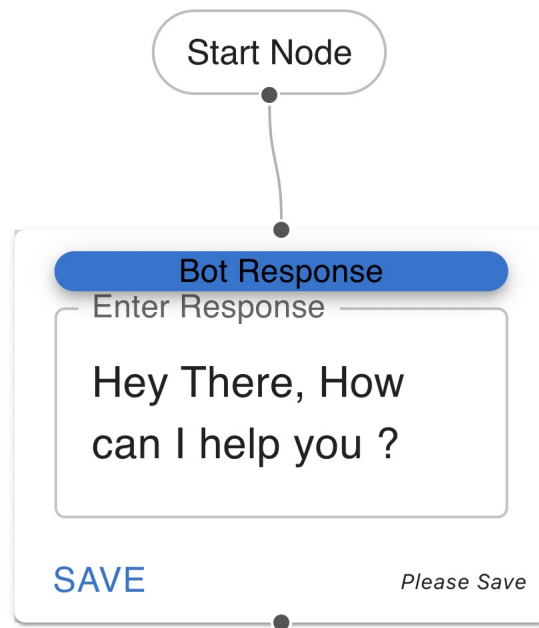 Start Node
Bot Response
Enter Response
Hey There, How
can I help you ?
SAVE
Please Save